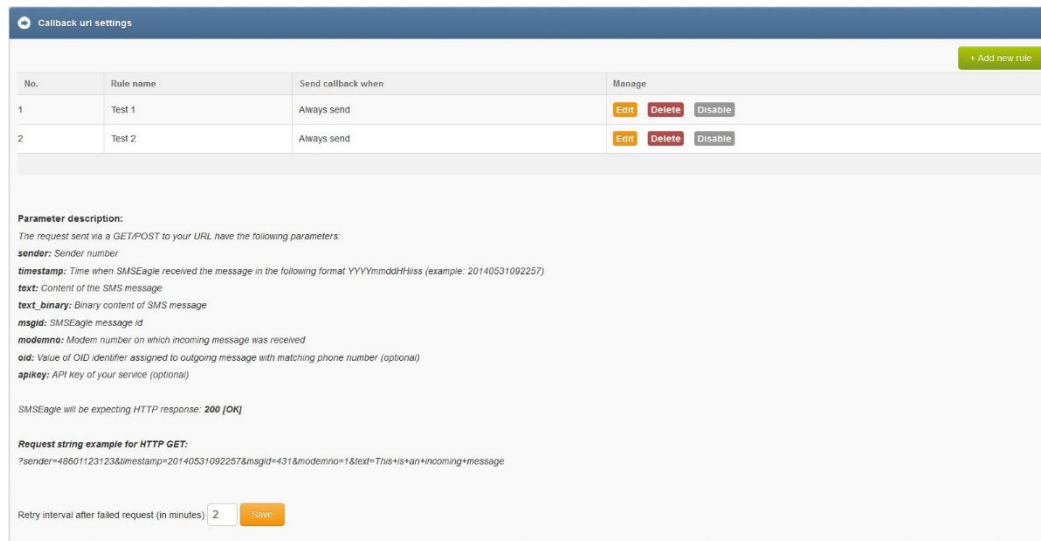 Callback url settings
+ Add new rule
No. Rule name Send callback when Manage
1 Test 1 Always send Edit Delete Disable
2 Test 2 Always send Edit Delete Disable
Parameter description:
The request sent via a GET/POST to your URL have the following parameters:
sender: Sender number
timestamp: Time when SMSEagle received the message in the following format YYYYmmddHHiiss (example: 20140531092257)
text: Content of the SMS message
text_binary: Binary content of SMS message
msgid: SMSEagle message id
modemno: Modem number on which incoming message was received
oid: Value of OID identifier assigned to outgoing message with matching phone number (optional)
apikey: API key of your service (optional)
SMSEagle will be expecting HTTP response: 200 [OK]
Request string example for HTTP GET:
?sender=48601123123&timestamp=20140531092257&msgid=431&modemno=1&text=This+is+an+incoming+message
Retry interval after failed request (in minutes) 2 Save